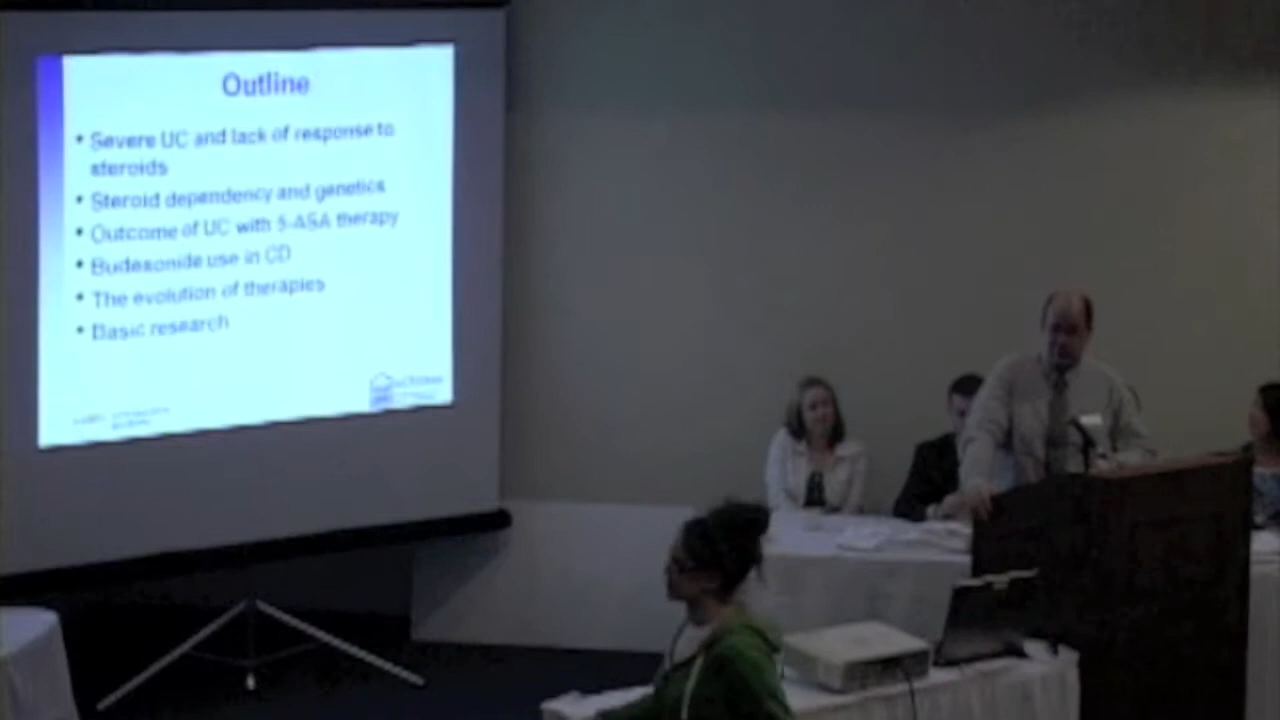 Outline
• Severe UC and lack of response to
steroids
• Steroid dependency and genetics
• Outcome of UC with 5-ASA therapy
• Budesonide use in CD
• The evolution of therapies
• Basic research